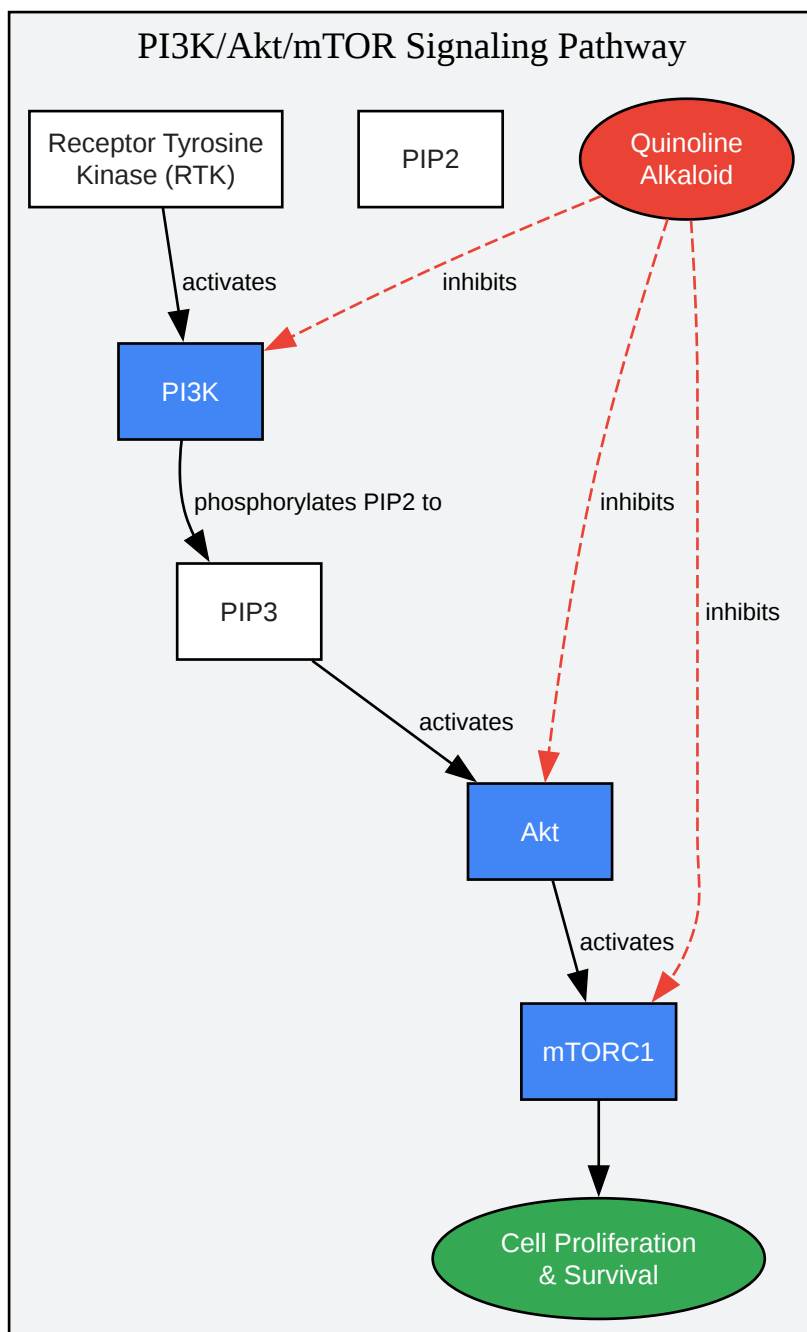 PI3K/Akt/mTOR Signaling Pathway
Receptor Tyrosine
Kinase (RTK)
PIP2
Quinoline
Alkaloid
activates
inhibits
PI3K
phosphorylates PIP2 to
inhibits
PIP3
inhibits
activates
Akt
activates
mTORC1
Cell Proliferation
& Survival